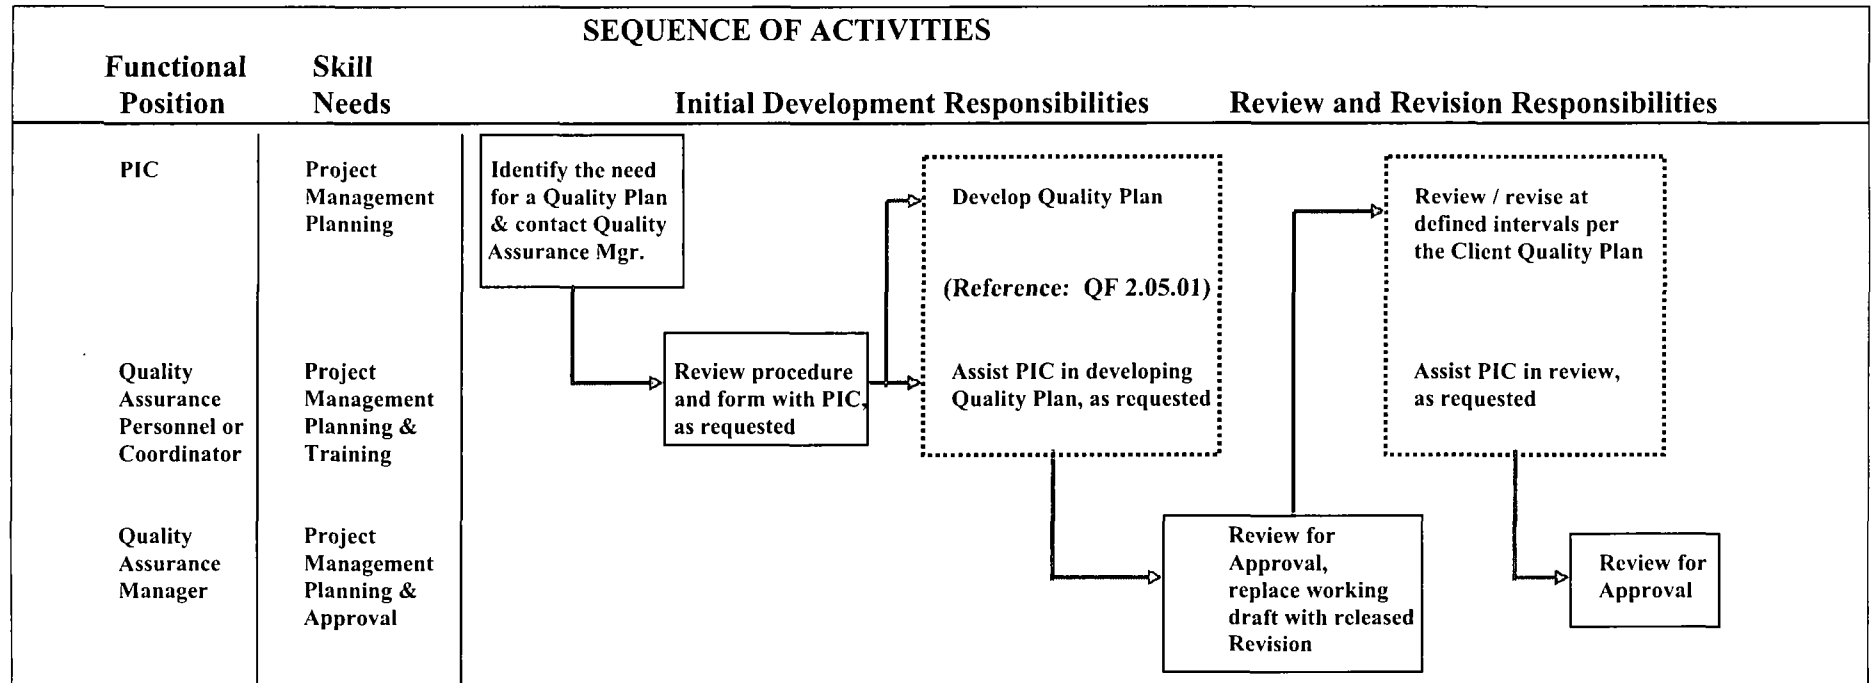 SEQUENCE OF ACTIVITIES
Functional
Position
Skill
Needs
Initial Development Responsibilities
Review and Revision Responsibilities
PIC
Project
Management
Planning
Identify the need
for a Quality Plan
& contact Quality
Assurance Mgr.
Develop Quality Plan
(Reference: QF 2.05.01)
Review / revise at
defined intervals per
the Client Quality Plan
Quality
Assurance
Personnel or
Coordinator
Project
Management
Planning &
Training
Review procedure
and form with PIC,
as requested
Assist PIC in developing
Quality Plan, as requested
Assist PIC in review,
as requested
Quality
Assurance
Manager
Project
Management
Planning &
Approval
Review for
Approval,
replace working
draft with released
Revision
Review for
Approval